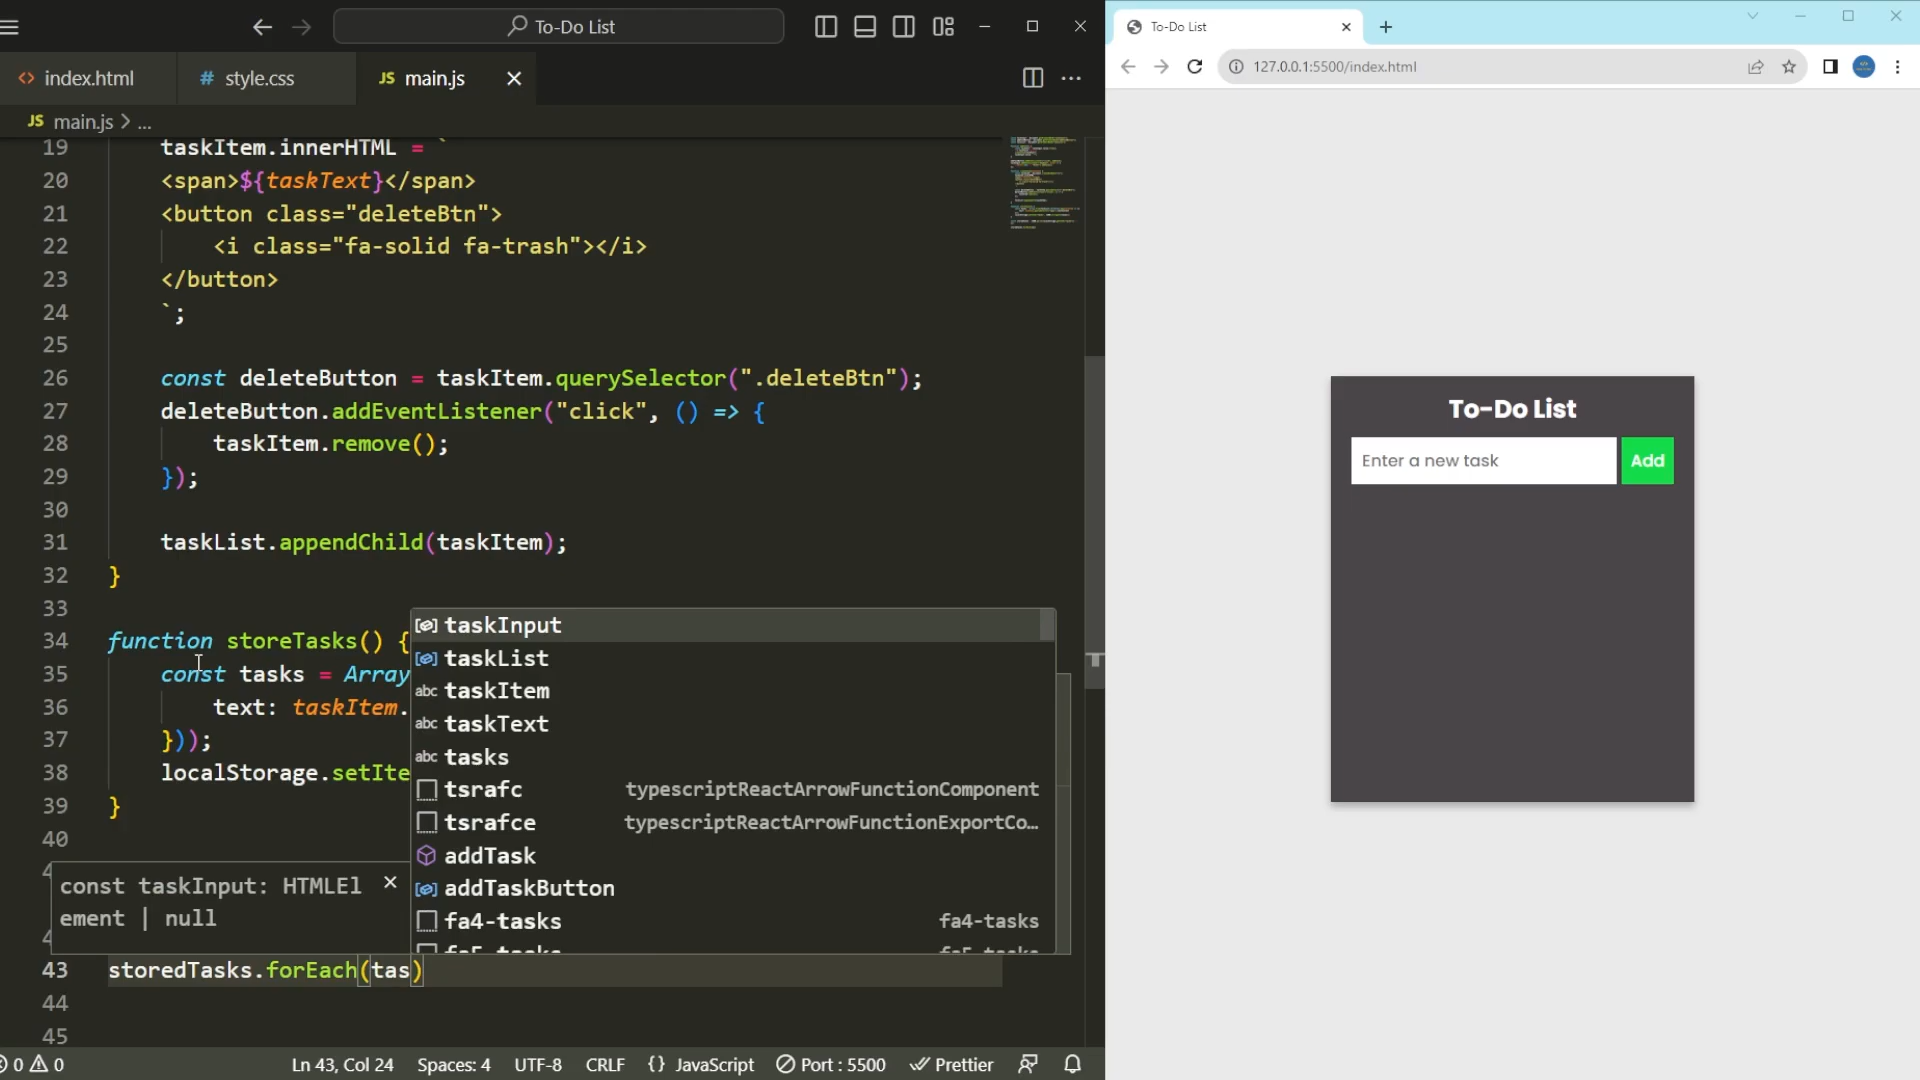 To-Do List
index.html
# style.css
JS main.js
JS main.js > ...
19 taskItem.innerHTML = `
20 <span>${taskText}</span>
21 <button class="deleteBtn">
22 <i class="fa-solid fa-trash"></i>
23 </button>
24 `;
25
26 const deleteButton = taskItem.querySelector(".deleteBtn");
27 deleteButton.addEventListener("click", () => {
28 taskItem.remove();
29 });
30
31 taskList.appendChild(taskItem);
32 }
33
34 function storeTasks() {
35 const tasks = Array
36 text: taskItem.
37 }));
38 localStorage.setIte
39 }
40
43 storedTasks.forEach(tas)
44
45
taskInput
taskList
abc taskItem
abc taskText
abc tasks
tsrafc typescriptReactArrowFunctionComponent
tsrafce typescriptReactArrowFunctionExportCo…
addTask
addTaskButton
fa4-tasks fa4-tasks
const taskInput: HTMLEl
ement | null
0 0
Ln 43, Col 24
Spaces: 4
UTF-8
CRLF
{} JavaScript
Port : 5500
Prettier
To-Do List
127.0.0.1:5500/index.html
To-Do List
Enter a new task
Add